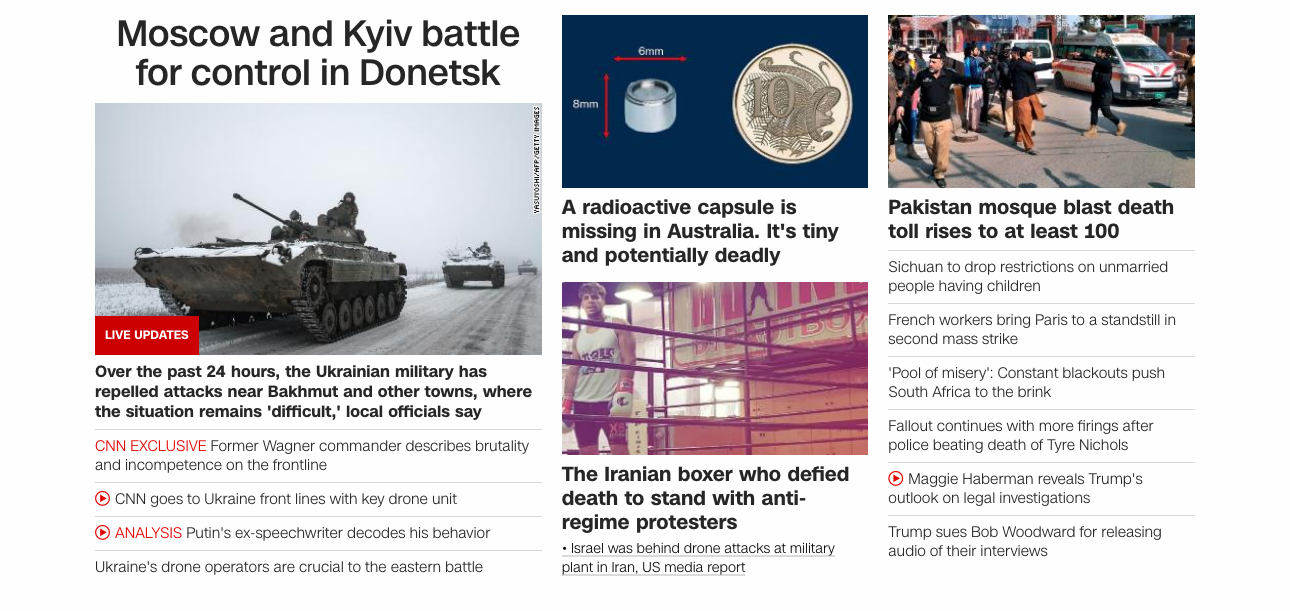 Moscow and Kyiv battle
for control in Donetsk
YASUYOSHI/AFP/GETTY IMAGES
LIVE UPDATES
Over the past 24 hours, the Ukrainian military has
repelled attacks near Bakhmut and other towns, where
the situation remains 'difficult,' local officials say
CNN EXCLUSIVE Former Wagner commander describes brutality
and incompetence on the frontline
CNN goes to Ukraine front lines with key drone unit
ANALYSIS Putin's ex-speechwriter decodes his behavior
Ukraine's drone operators are crucial to the eastern battle
6mm
8mm
10
A radioactive capsule is
missing in Australia. It's tiny
and potentially deadly
The Iranian boxer who defied
death to stand with anti-
regime protesters
• Israel was behind drone attacks at military
plant in Iran, US media report
Pakistan mosque blast death
toll rises to at least 100
Sichuan to drop restrictions on unmarried
people having children
French workers bring Paris to a standstill in
second mass strike
'Pool of misery': Constant blackouts push
South Africa to the brink
Fallout continues with more firings after
police beating death of Tyre Nichols
Maggie Haberman reveals Trump's
outlook on legal investigations
Trump sues Bob Woodward for releasing
audio of their interviews